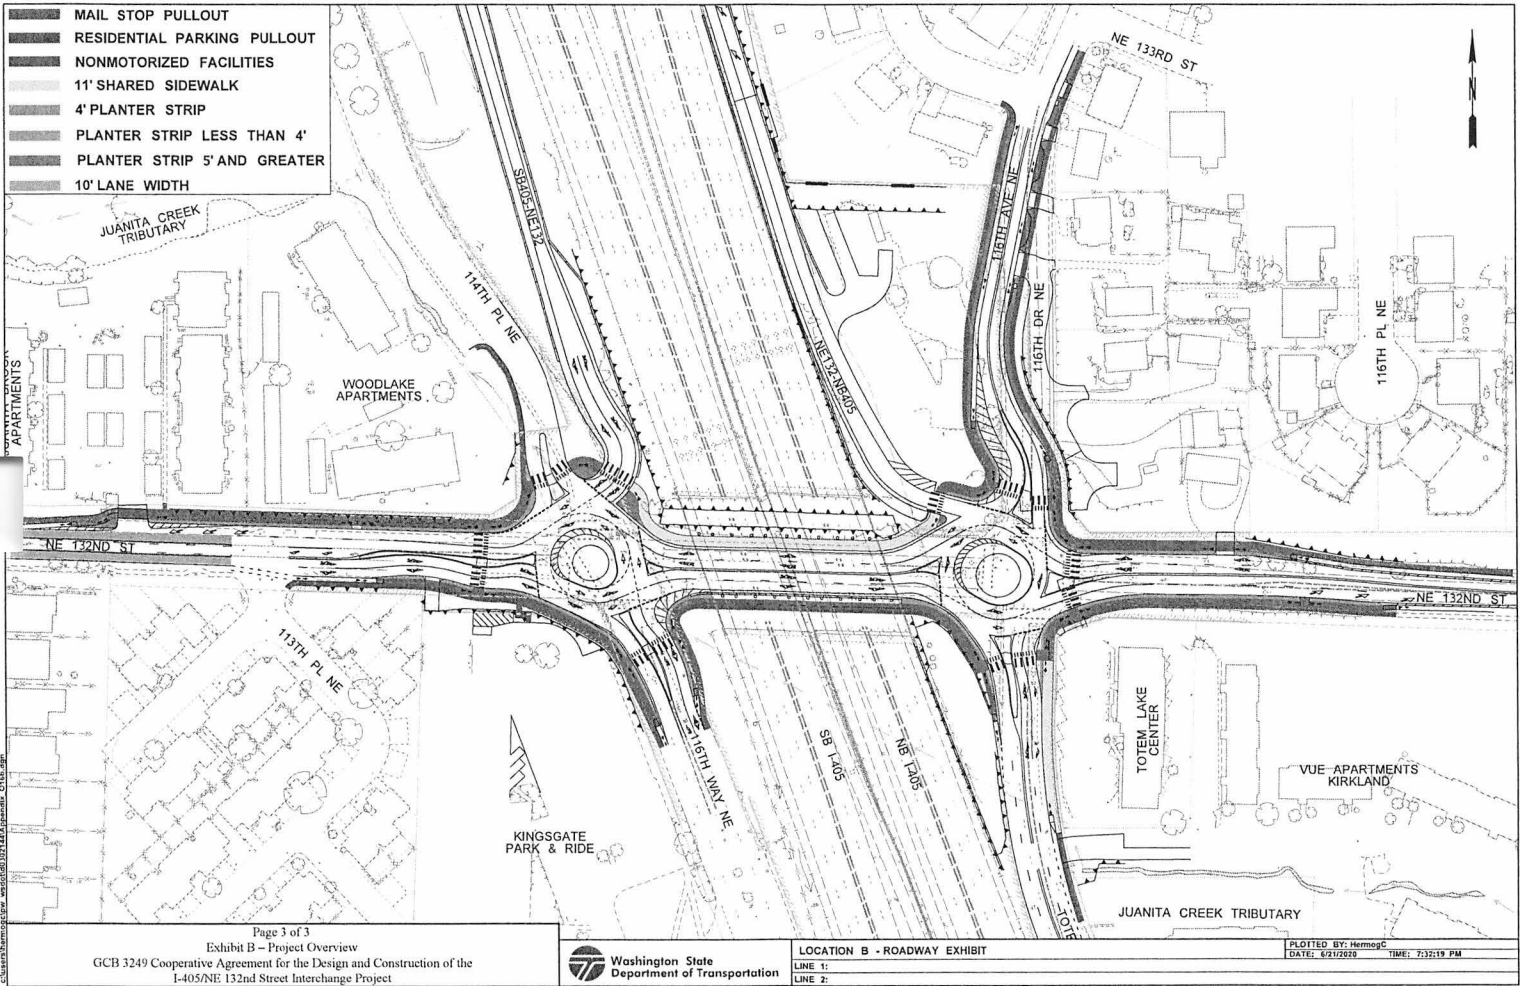 MAIL STOP PULLOUT
RESIDENTIAL PARKING PULLOUT
NONMOTORIZED FACILITIES
11' SHARED SIDEWALK
4' PLANTER STRIP
PLANTER STRIP LESS THAN 4'
PLANTER STRIP 5' AND GREATER
10' LANE WIDTH
N
NE 133RD ST
JUANITA CREEK
TRIBUTARY
SB405-NE132
114TH PL NE
116TH AVE NE
116TH DR NE
116TH PL NE
NE132-NB405
APARTMENTS
WOODLAKE
APARTMENTS
NE 132ND ST
NE 132ND ST
113TH PL NE
116TH WAY NE
SB I-405
NB I-405
TOTEM LAKE
CENTER
VUE APARTMENTS
KIRKLAND
KINGSGATE
PARK & RIDE
JUANITA CREEK TRIBUTARY
TOTE
Page 3 of 3
Exhibit B – Project Overview
GCB 3249 Cooperative Agreement for the Design and Construction of the
I-405/NE 132nd Street Interchange Project
Washington State
Department of Transportation
LOCATION B - ROADWAY EXHIBIT
LINE 1:
LINE 2:
PLOTTED BY: HermogC
DATE: 6/21/2020 TIME: 7:32:19 PM